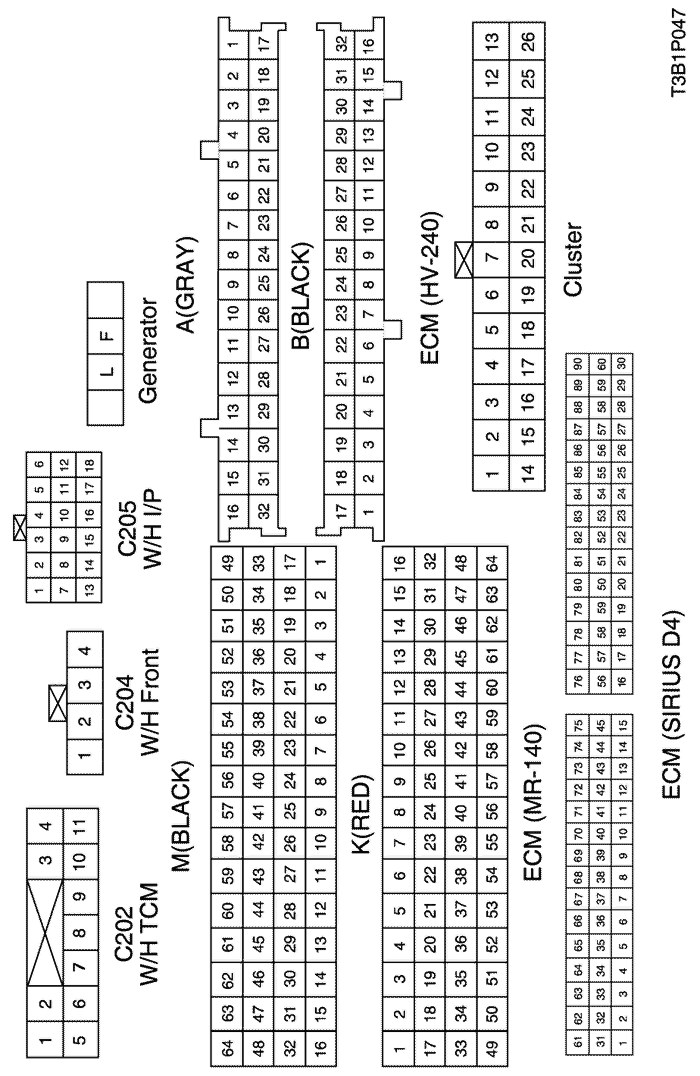 1 2 3 4
5 6 7 8 9 10 11
C202
W/H TCM
1 2 3 4
C204
W/H Front
1 2 3 4 5 6
7 8 9 10 11 12
13 14 15 16 17 18
C205
W/H I/P
L F
Generator
M(BLACK)
64 63 62 61 60 59 58 57 56 55 54 53 52 51 50 49
48 47 46 45 44 43 42 41 40 39 38 37 36 35 34 33
32 31 30 29 28 27 26 25 24 23 22 21 20 19 18 17
16 15 14 13 12 11 10 9 8 7 6 5 4 3 2 1
K(RED)
1 2 3 4 5 6 7 8 9 10 11 12 13 14 15 16
17 18 19 20 21 22 23 24 25 26 27 28 29 30 31 32
33 34 35 36 37 38 39 40 41 42 43 44 45 46 47 48
49 50 51 52 53 54 55 56 57 58 59 60 61 62 63 64
ECM (MR-140)
A(GRAY)
16 15 14 13 12 11 10 9 8 7 6 5 4 3 2 1
32 31 30 29 28 27 26 25 24 23 22 21 20 19 18 17
B(BLACK)
17 18 19 20 21 22 23 24 25 26 27 28 29 30 31 32
1 2 3 4 5 6 7 8 9 10 11 12 13 14 15 16
ECM (HV-240)
1 2 3 4 5 6 7 8 9 10 11 12 13
14 15 16 17 18 19 20 21 22 23 24 25 26
Cluster
61 62 63 64 65 66 67 68 69 70 71 72 73 74 75
31 32 33 34 35 36 37 38 39 40 41 42 43 44 45
1 2 3 4 5 6 7 8 9 10 11 12 13 14 15
76 77 78 79 80 81 82 83 84 85 86 87 88 89 90
56 57 58 59 50 51 52 53 54 55 56 57 58 59 60
16 17 18 19 20 21 22 23 24 25 26 27 28 29 30
ECM (SIRIUS D4)
T3B1P047